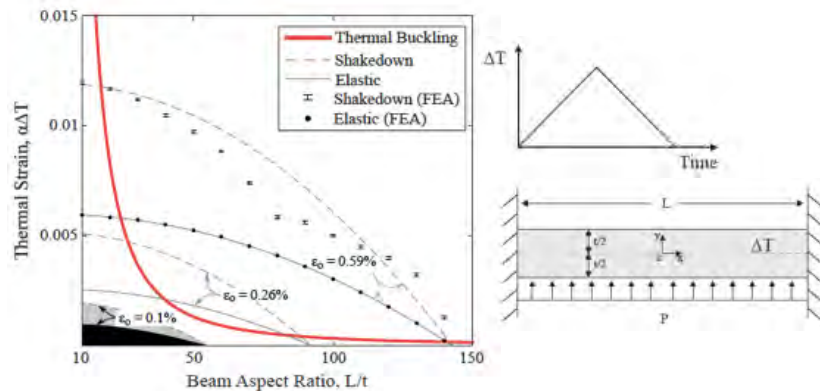 0.015
0.01
0.005
0
10
50
100
150
Thermal Strain, αΔT
Beam Aspect Ratio, L/t
Thermal Buckling
Shakedown
Elastic
Shakedown (FEA)
Elastic (FEA)
ε₀ = 0.59%
ε₀ = 0.26%
ε₀ = 0.1%
ΔT
Time
L
t/2
t/2
y
ΔT
P